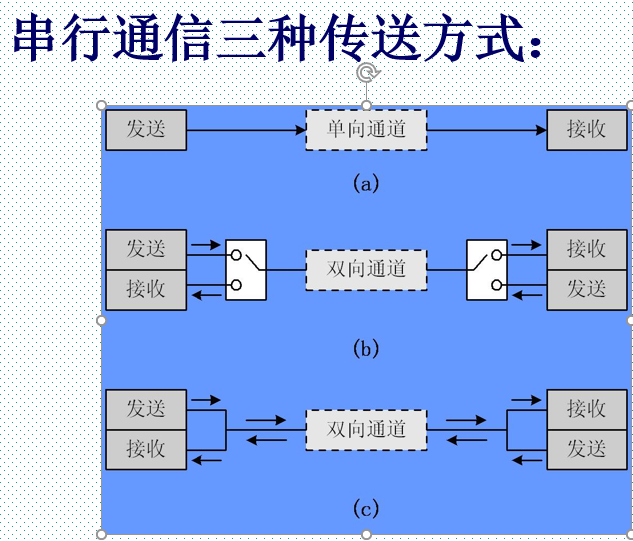 串行通信三种传送方式：
发送 单向通道 接收
(a)
发送 接收
双向通道
接收 发送
(b)
发送 接收
双向通道
接收 发送
(c)